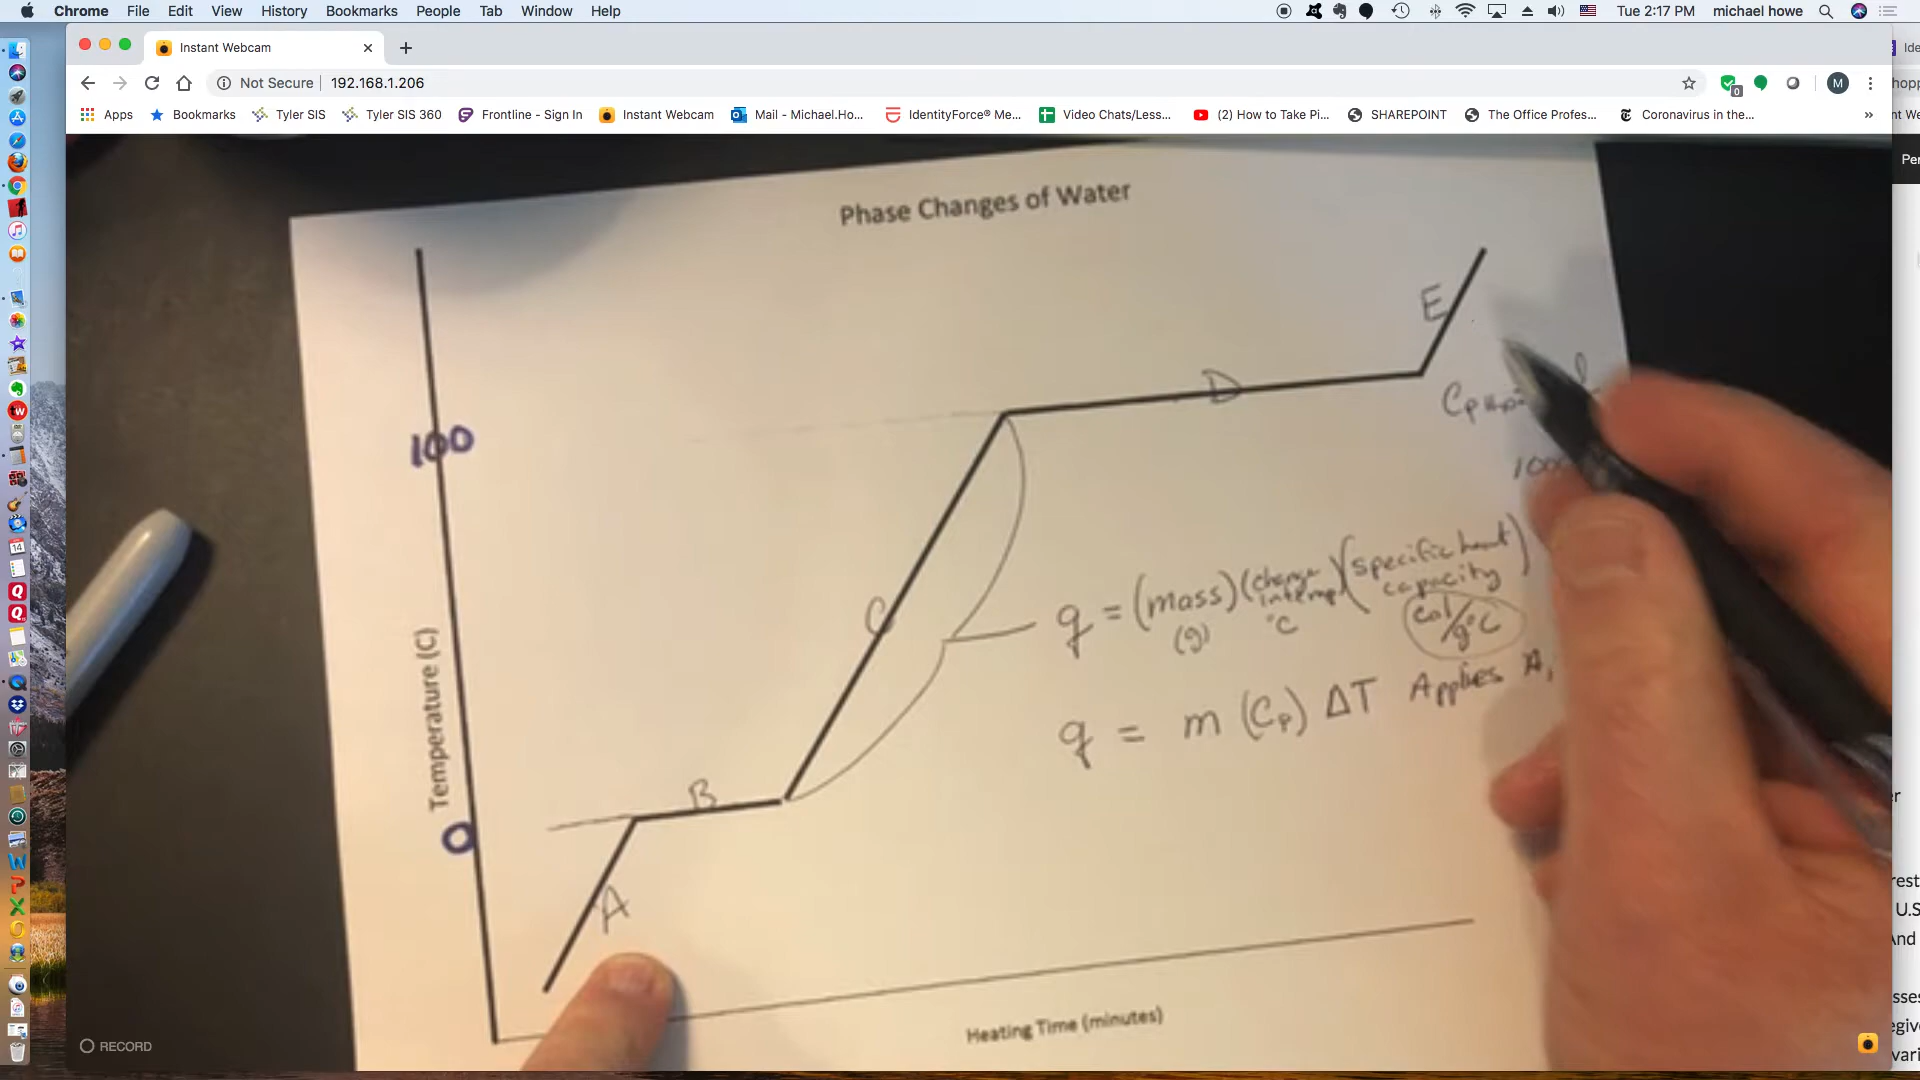 Chrome File Edit View History Bookmarks People Tab Window Help Tue 2:17 PM michael howe
Instant Webcam
Not Secure 192.168.1.206
Apps Bookmarks Tyler SIS Tyler SIS 360 Frontline - Sign In Instant Webcam Mail - Michael.Ho... IdentityForce® Me... Video Chats/Less... (2) How to Take Pi... SHAREPOINT The Office Profes... Coronavirus in the... »
Phase Changes of Water
E
D
100
C
q = (mass) (change in temp) (specific heat capacity)
(g) °C cal/g°C
q = m (Cp) ΔT Applies A,
Temperature (C)
B
0
A
Heating Time (minutes)
RECORD